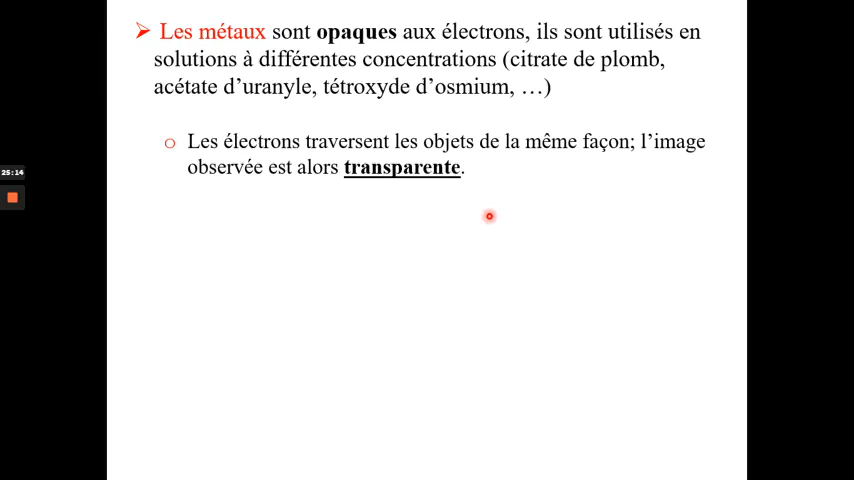 ➢ Les métaux sont opaques aux électrons, ils sont utilisés en
solutions à différentes concentrations (citrate de plomb,
acétate d’uranyle, tétroxyde d’osmium, …)
o Les électrons traversent les objets de la même façon; l’image
observée est alors transparente.
25:14